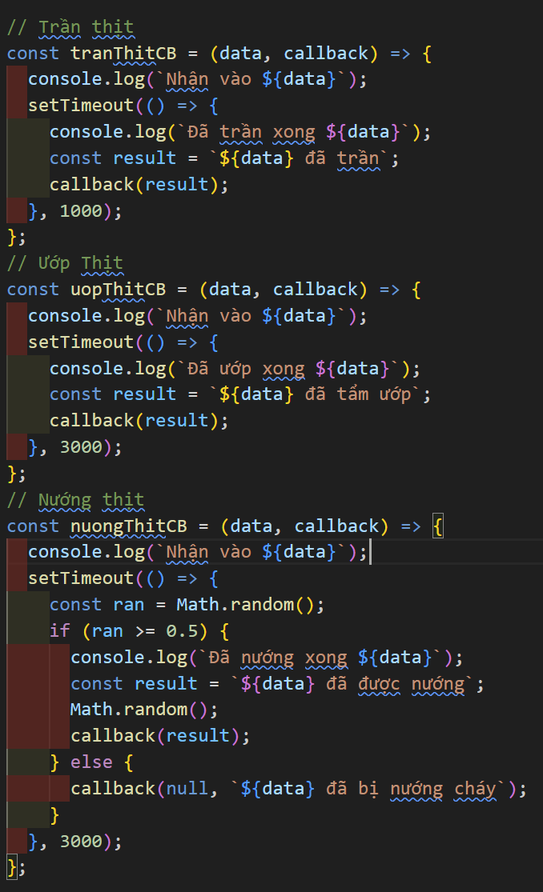 // Trần thịt
const tranThitCB = (data, callback) => {
console.log(`Nhận vào ${data}`);
setTimeout(() => {
console.log(`Đã trần xong ${data}`);
const result = `${data} đã trần`;
callback(result);
}, 1000);
};
// Ướp Thịt
const uopThitCB = (data, callback) => {
console.log(`Nhận vào ${data}`);
setTimeout(() => {
console.log(`Đã ướp xong ${data}`);
const result = `${data} đã tẩm ướp`;
callback(result);
}, 3000);
};
// Nướng thịt
const nuongThitCB = (data, callback) => {
console.log(`Nhận vào ${data}`);
setTimeout(() => {
const ran = Math.random();
if (ran >= 0.5) {
console.log(`Đã nướng xong ${data}`);
const result = `${data} đã được nướng`;
Math.random();
callback(result);
} else {
callback(null, `${data} đã bị nướng cháy`);
}
}, 3000);
};